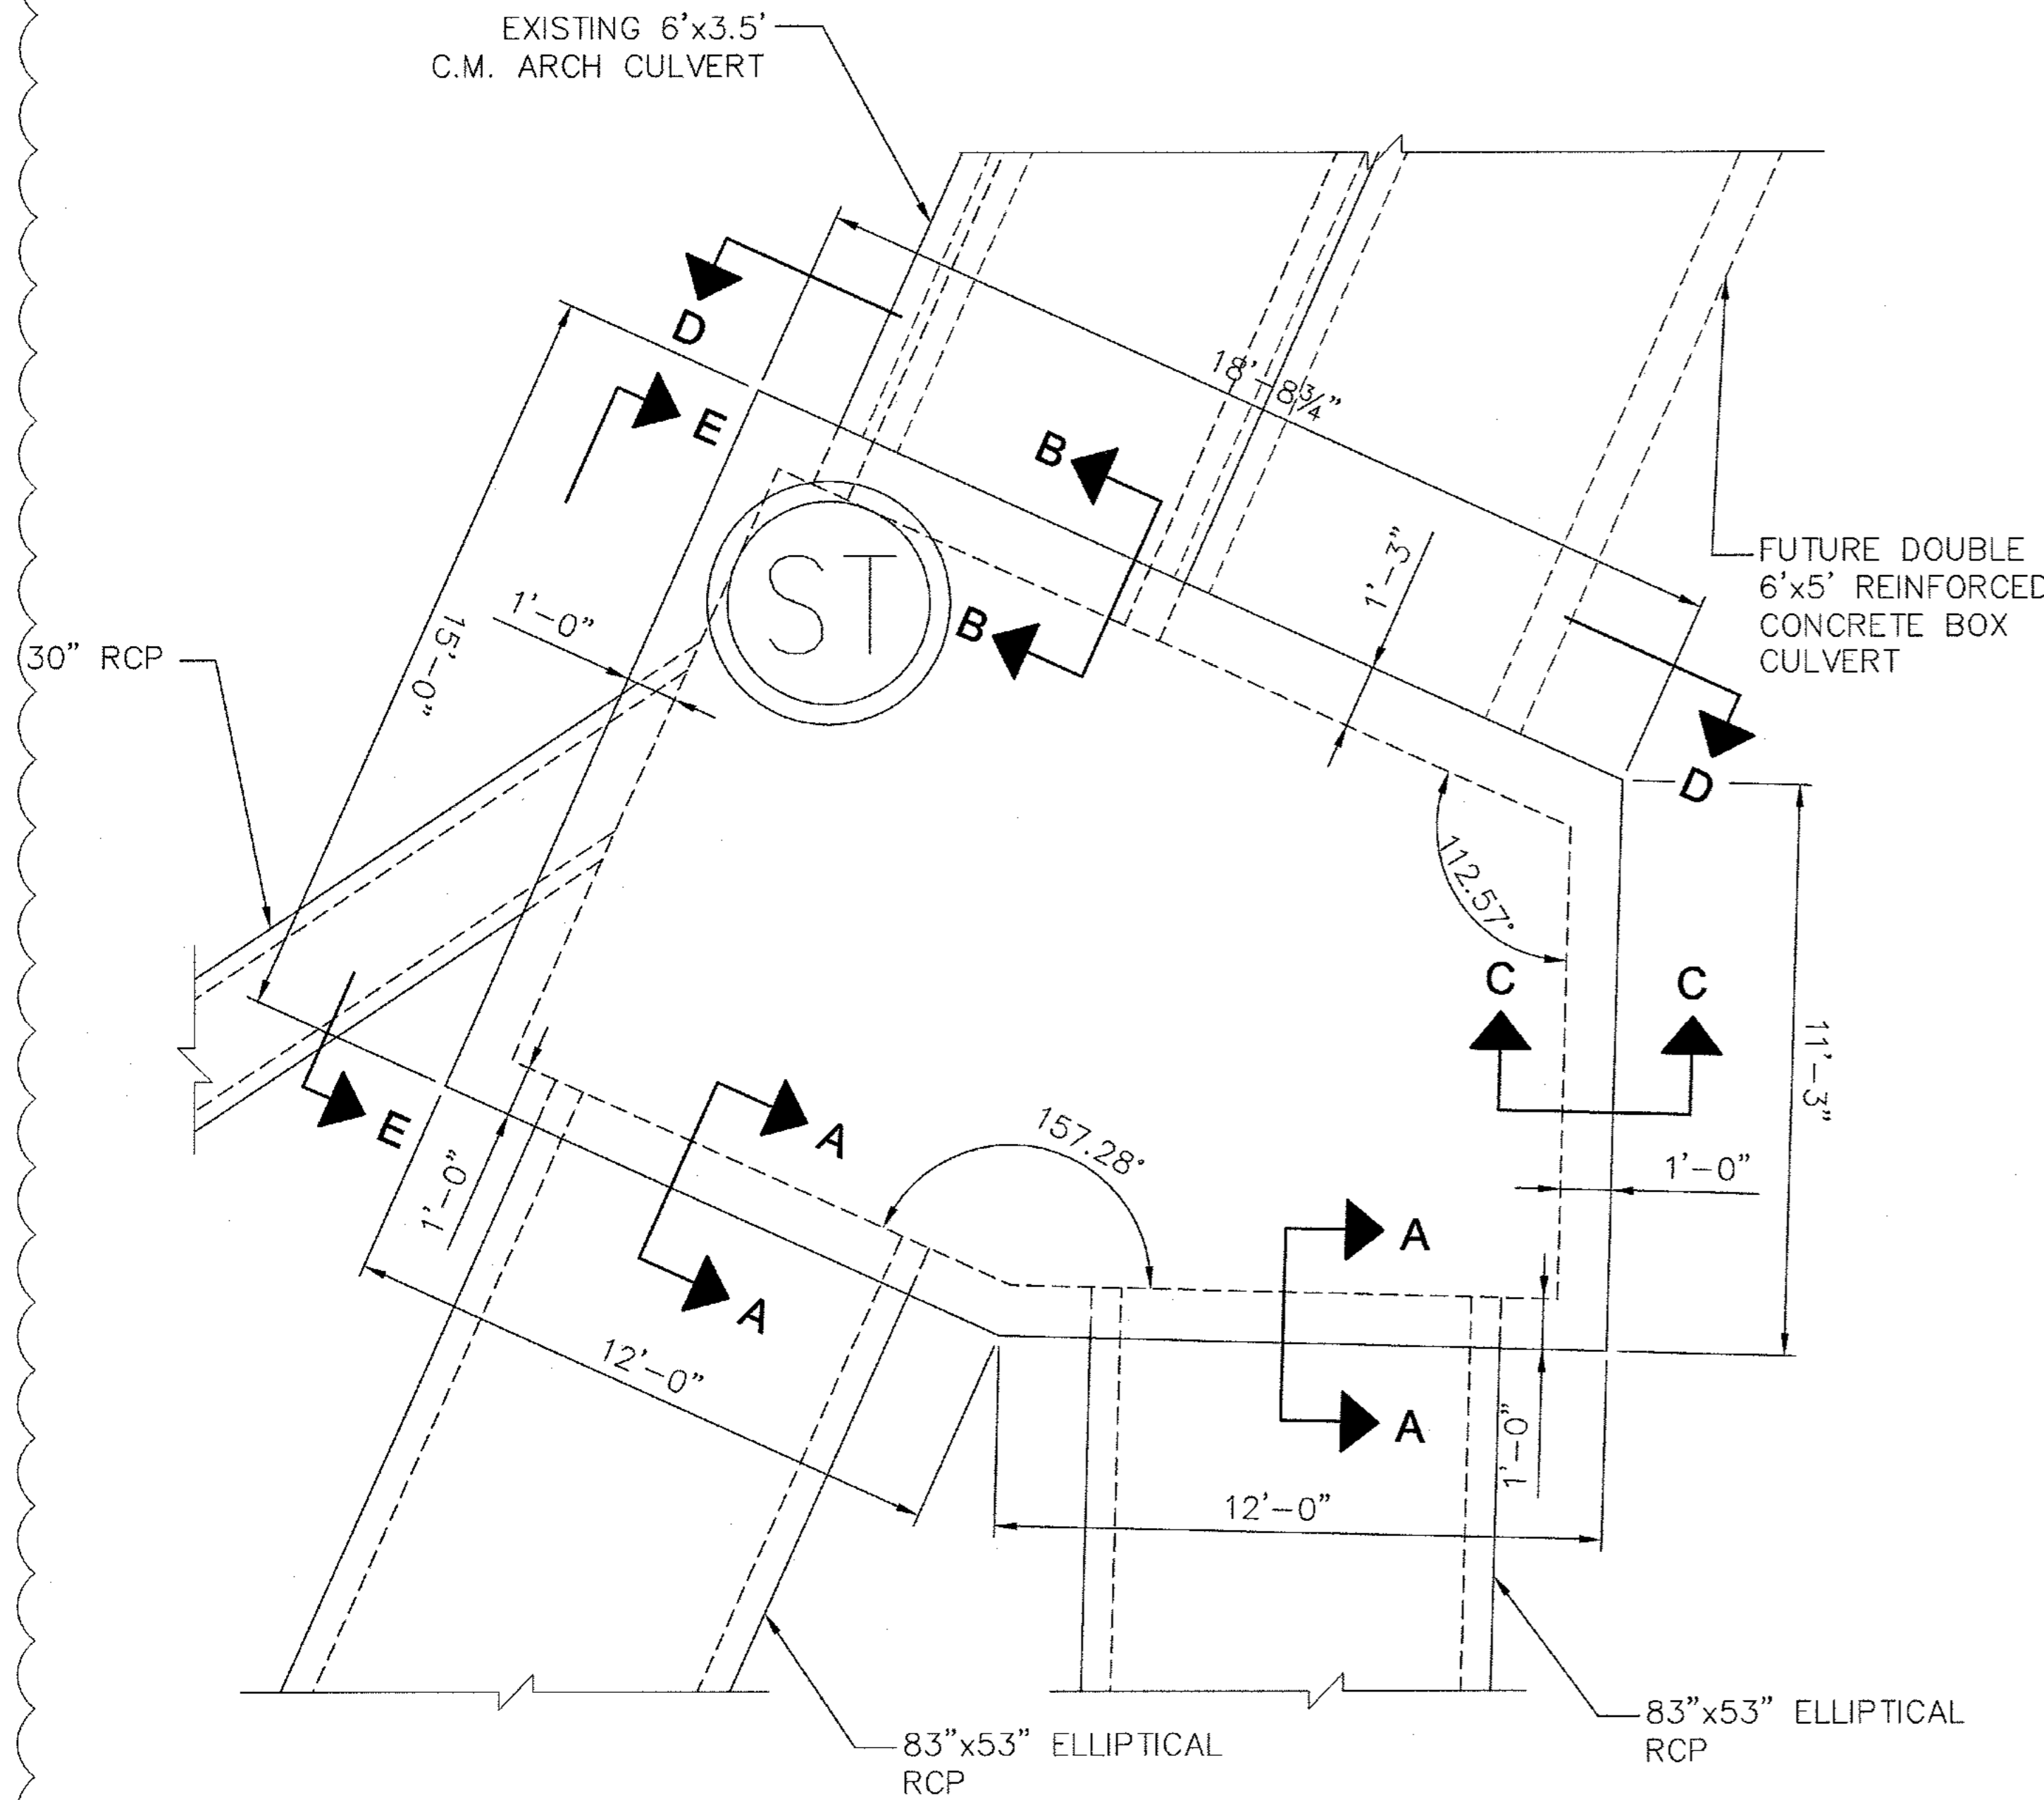 EXISTING 6'x3.5'
C.M. ARCH CULVERT
D
E
B
18'-8¾"
1'-3"
FUTURE DOUBLE
6'x5' REINFORCED
CONCRETE BOX
CULVERT
ST
B
1'-0"
15'-0"
30" RCP
D
112.57°
C
C
11'-3"
E
A
1'-0"
157.28°
1'-0"
A
A
12'-0"
A
1'-0"
12'-0"
83"x53" ELLIPTICAL
RCP
83"x53" ELLIPTICAL
RCP